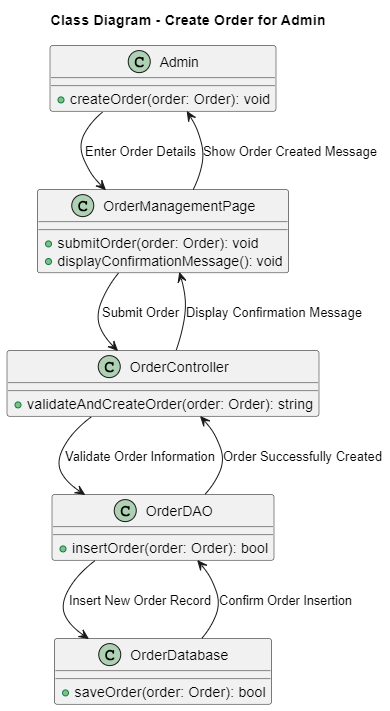 Class Diagram - Create Order for Admin
C Admin
createOrder(order: Order): void
Enter Order Details
Show Order Created Message
C OrderManagementPage
submitOrder(order: Order): void
displayConfirmationMessage(): void
Submit Order
Display Confirmation Message
C OrderController
validateAndCreateOrder(order: Order): string
Validate Order Information
Order Successfully Created
C OrderDAO
insertOrder(order: Order): bool
Insert New Order Record
Confirm Order Insertion
C OrderDatabase
saveOrder(order: Order): bool